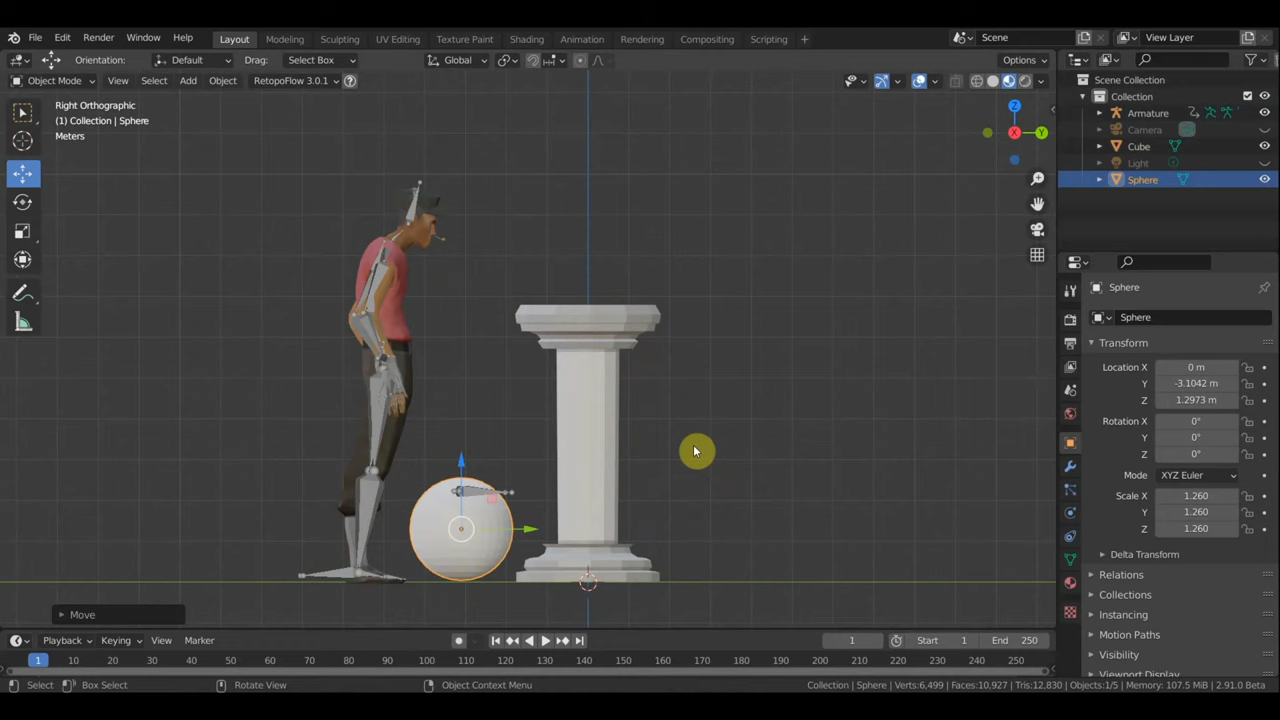 File Edit Render Window Help Layout Modeling Sculpting UV Editing Texture Paint Shading Animation Rendering Compositing Scripting + Scene View Layer
Orientation: Default Drag: Select Box Global Options
Object Mode View Select Add Object RetopoFlow 3.0.1
Right Orthographic
(1) Collection | Sphere
Meters
Z
X
Y
Scene Collection
Collection
Armature
Camera
Cube
Light
Sphere
Sphere
Sphere
Transform
Location X 0 m
Y -3.1042 m
Z 1.2973 m
Rotation X 0°
Y 0°
Z 0°
Mode XYZ Euler
Scale X 1.260
Y 1.260
Z 1.260
Delta Transform
Relations
Collections
Instancing
Motion Paths
Visibility
Viewport Display
Move
Playback Keying View Marker 1 Start 1 End 250
1 10 20 30 40 50 60 70 80 90 100 110 120 130 140 150 160 170 180 190 200 210 220 230 240 250
Select Box Select Rotate View Object Context Menu Collection | Sphere | Verts:6,499 | Faces:10,927 | Tris:12,830 | Objects:1/5 | Memory: 107.5 MiB | 2.91.0 Beta